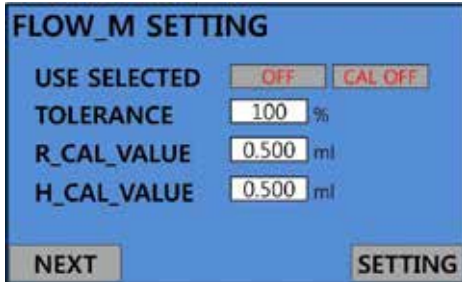 FLOW_M SETTING
USE SELECTED OFF CAL OFF
TOLERANCE 100 %
R_CAL_VALUE 0.500 ml
H_CAL_VALUE 0.500 ml
NEXT SETTING